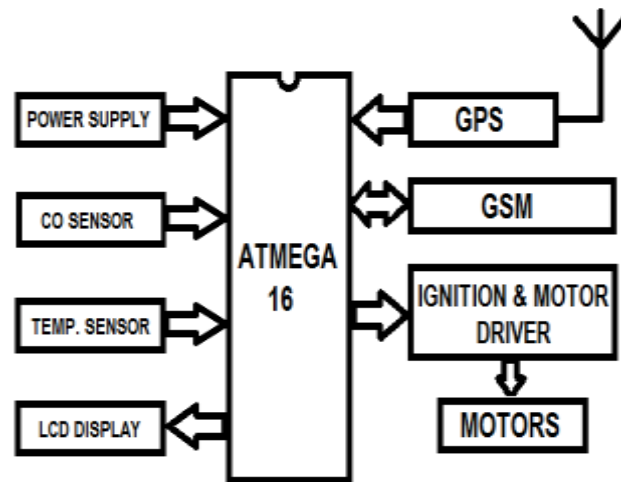 POWER SUPPLY
CO SENSOR
TEMP. SENSOR
LCD DISPLAY
ATMEGA
16
GPS
GSM
IGNITION & MOTOR
DRIVER
MOTORS